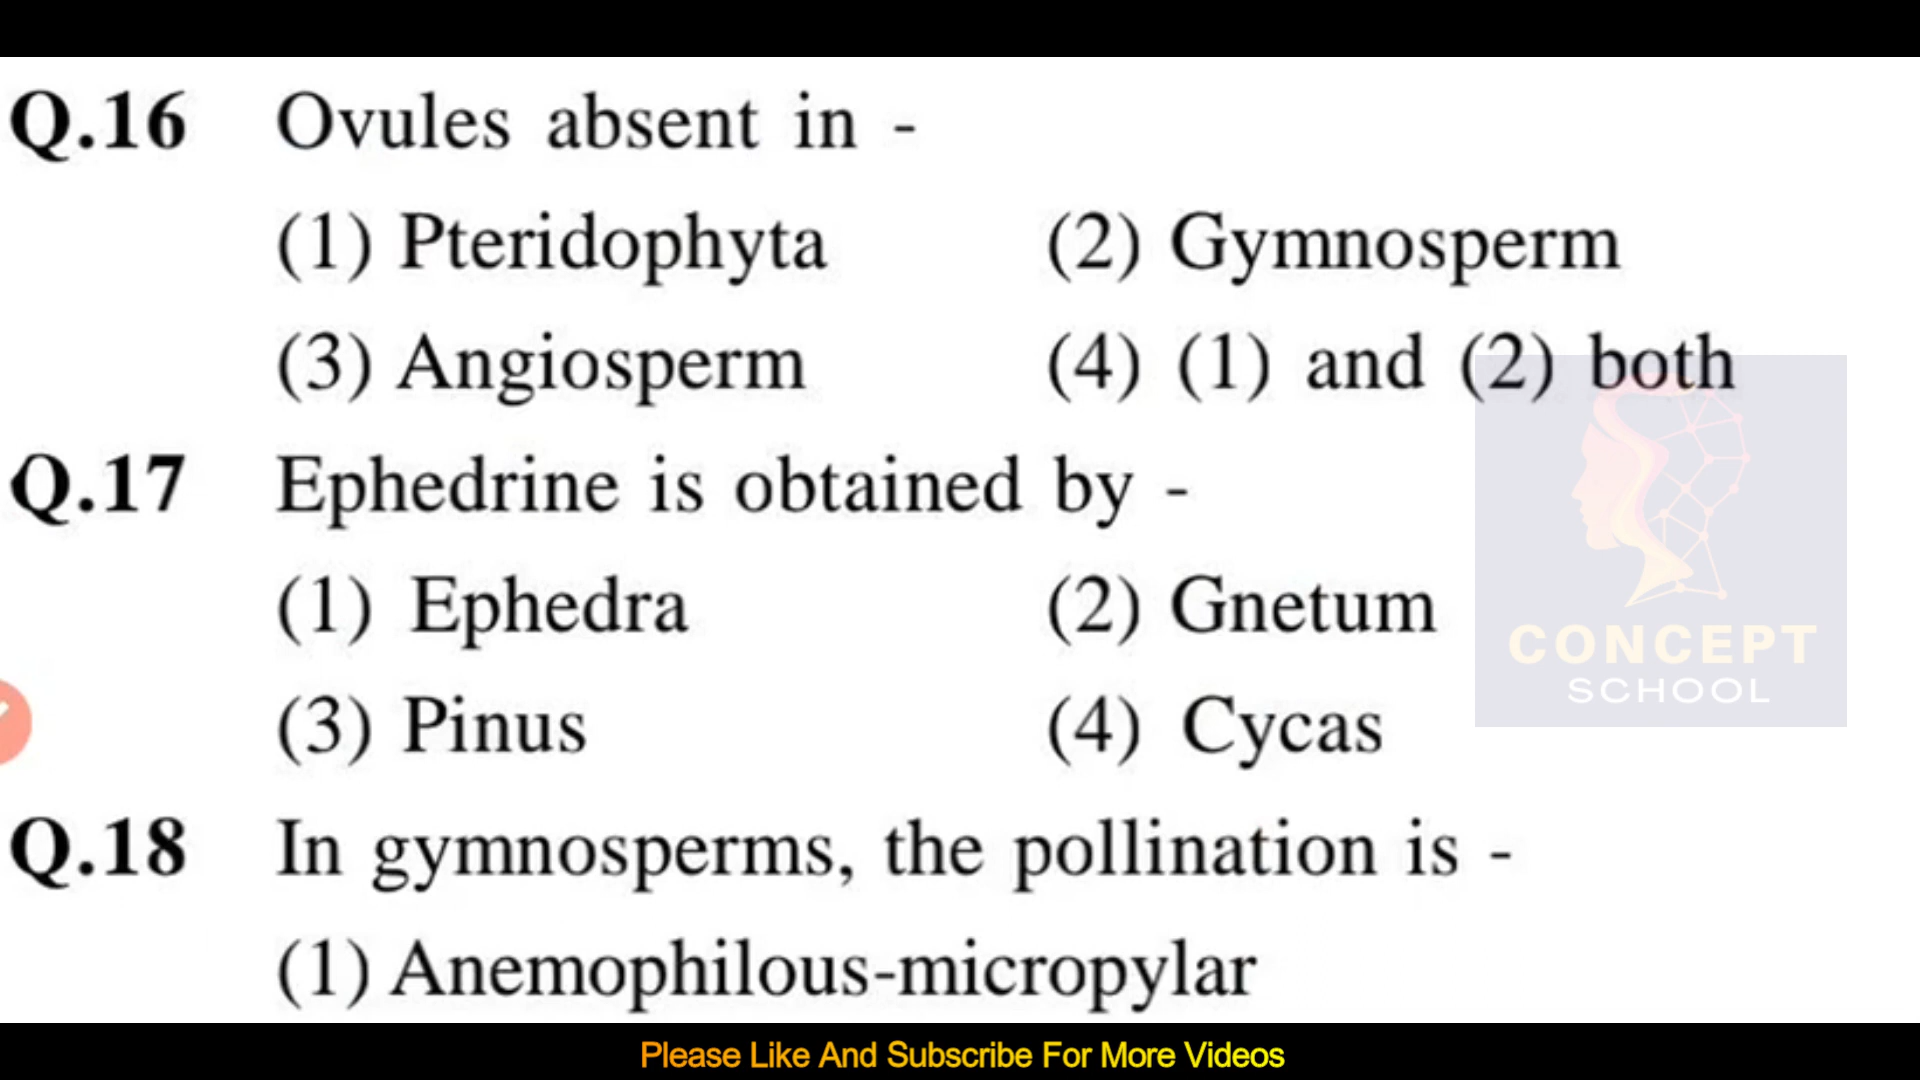 Q.16 Ovules absent in -
(1) Pteridophyta (2) Gymnosperm
(3) Angiosperm (4) (1) and (2) both
Q.17 Ephedrine is obtained by -
(1) Ephedra (2) Gnetum
(3) Pinus (4) Cycas
CONCEPT
SCHOOL
Q.18 In gymnosperms, the pollination is -
(1) Anemophilous-micropylar
Please Like And Subscribe For More Videos